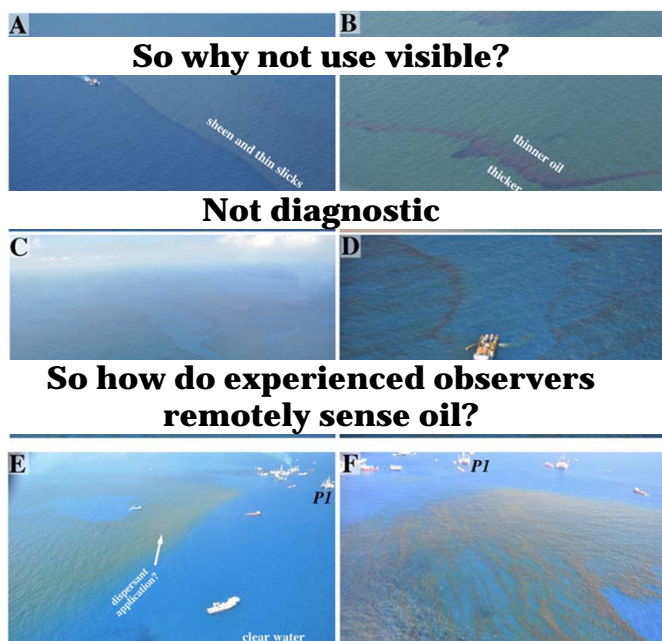 A
B
So why not use visible?
sheen and thin slicks
thinner oil
thicker
Not diagnostic
C
D
So how do experienced observers
remotely sense oil?
E
F
P1
P1
dispersant
application?
clear water